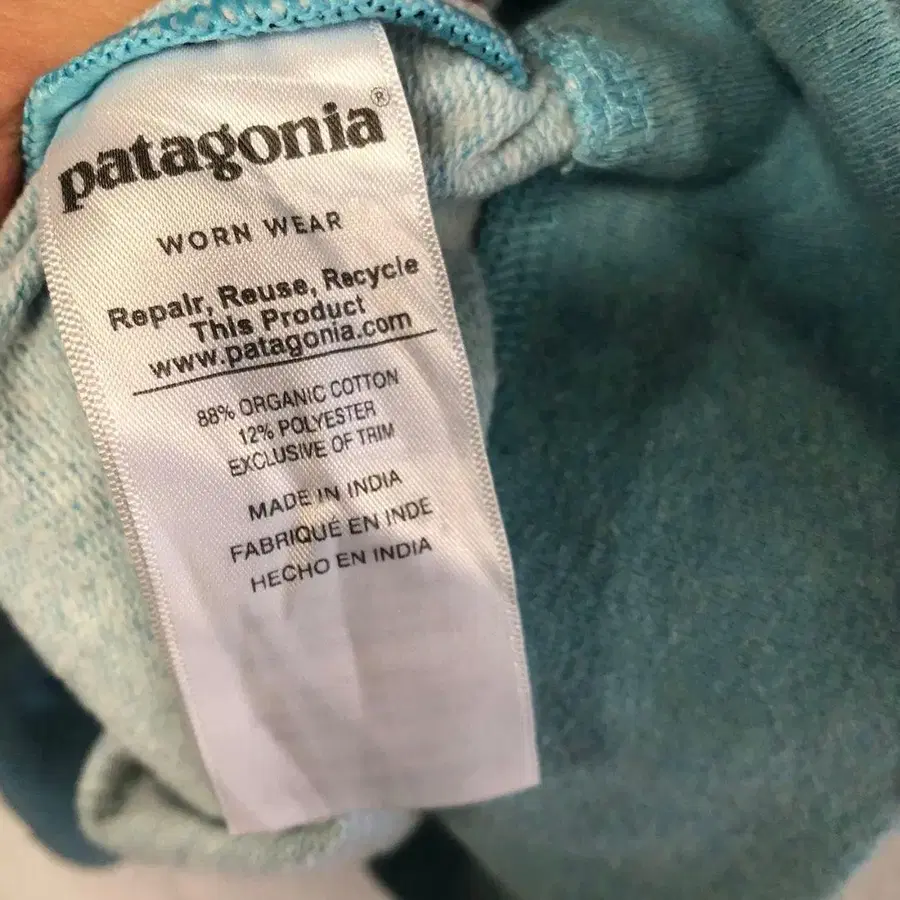 patagonia®
WORN WEAR
Repair, Reuse, Recycle
This Product
www.patagonia.com
88% ORGANIC COTTON
12% POLYESTER
EXCLUSIVE OF TRIM
MADE IN INDIA
FABRIQUÉ EN INDE
HECHO EN INDIA